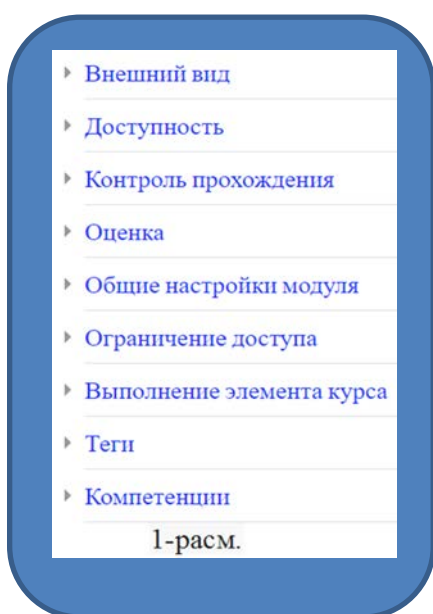 Внешний вид
Доступность
Контроль прохождения
Оценка
Общие настройки модуля
Ограничение доступа
Выполнение элемента курса
Теги
Компетенции
1-расм.